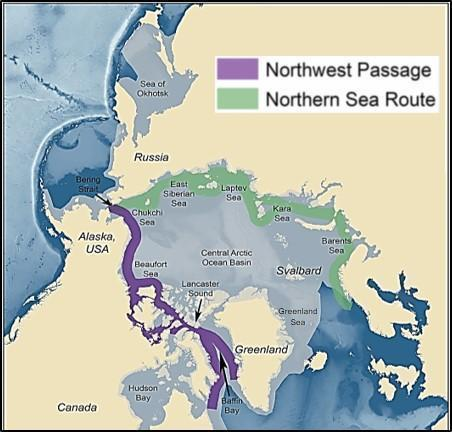 Sea of
Okhotsk
Northwest Passage
Northern Sea Route
Russia
Bering
Strait
East
Siberian
Sea
Laptev
Sea
Kara
Sea
Chukchi
Sea
Alaska,
USA
Barents
Sea
Central Arctic
Ocean Basin
Beaufort
Sea
Svalbard
Lancaster
Sound
Greenland
Sea
Greenland
Hudson
Bay
Baffin
Bay
Canada